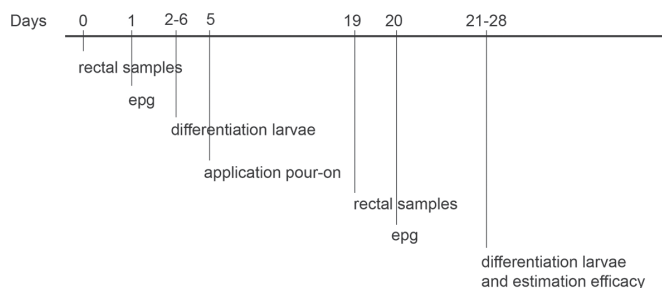 Days 0 1 2-6 5 19 20 21-28
rectal samples
epg
differentiation larvae
application pour-on
rectal samples
epg
differentiation larvae
and estimation efficacy